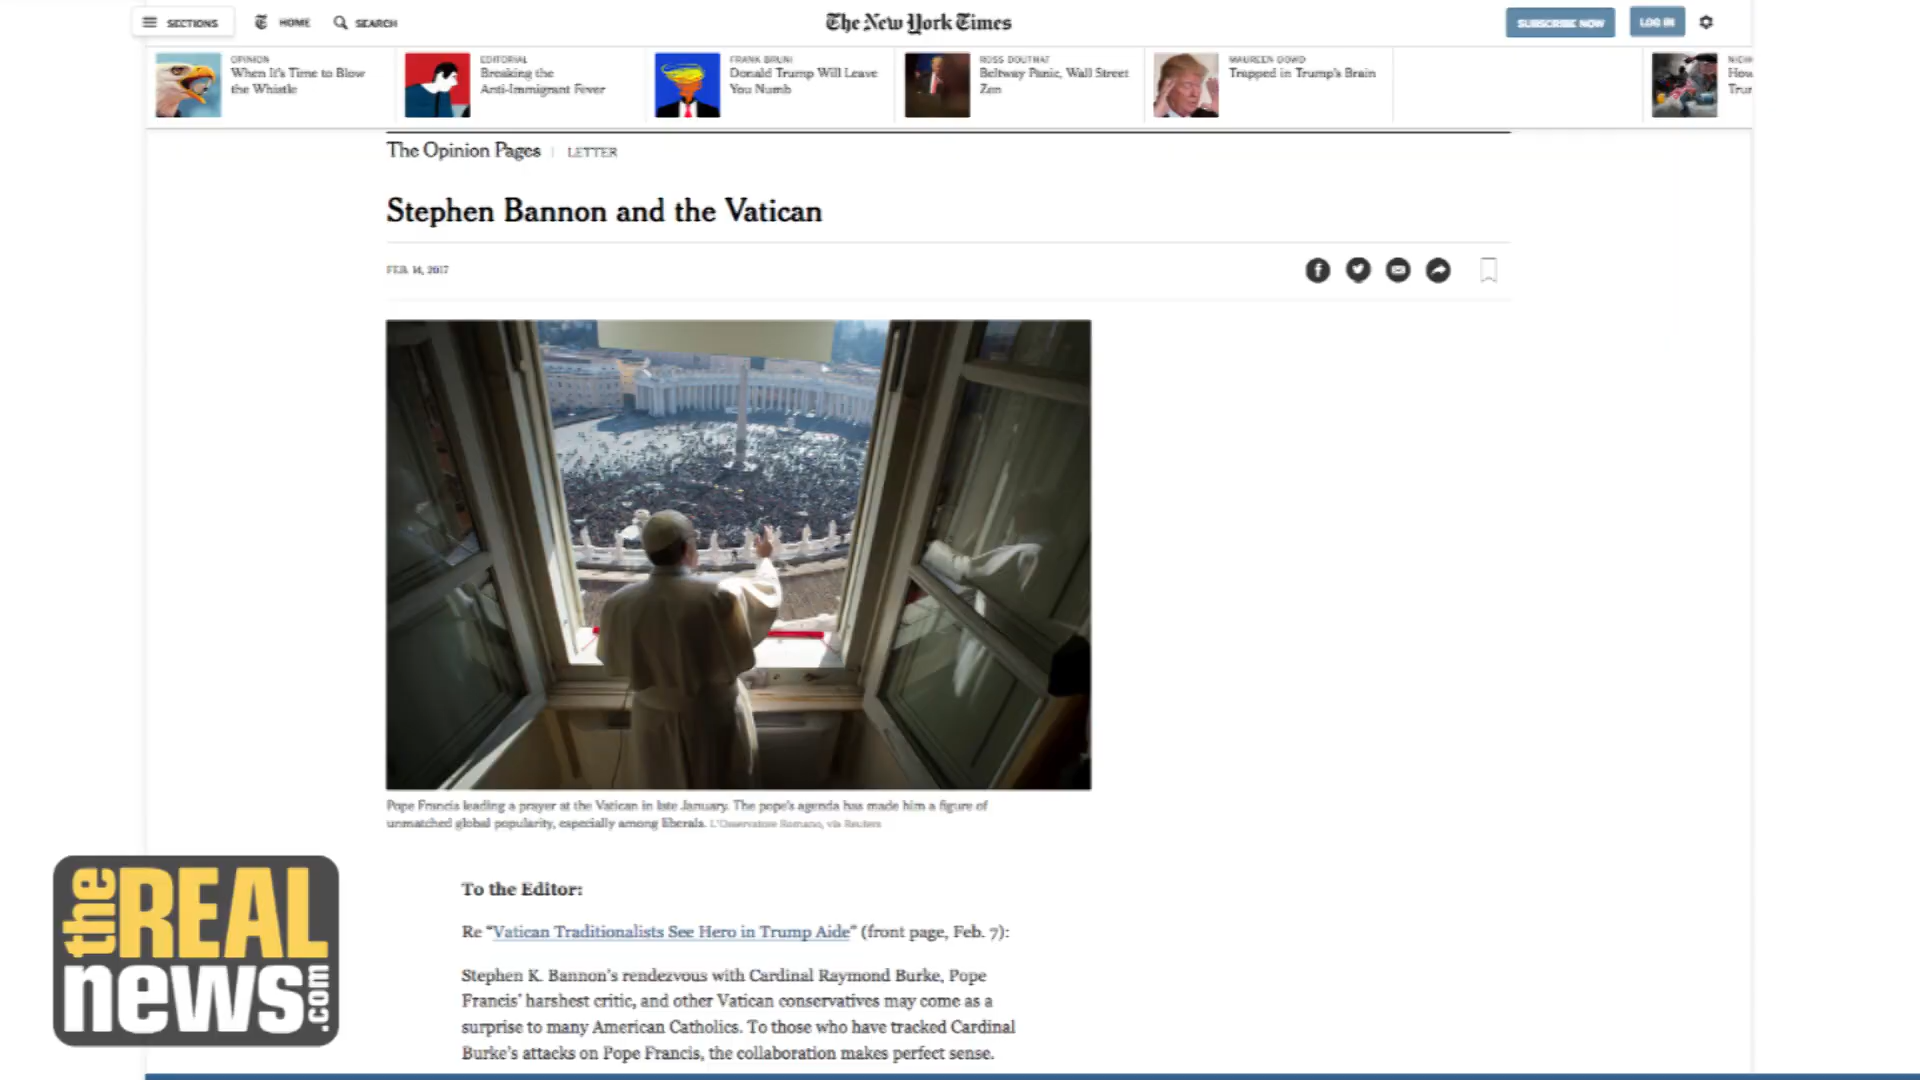 SECTIONS
HOME
SEARCH
The New York Times
SUBSCRIBE NOW
LOG IN
OPINION
When It's Time to Blow
the Whistle
EDITORIAL
Breaking the
Anti-Immigrant Fever
FRANK BRUNI
Donald Trump Will Leave
You Numb
ROSS DOUTHAT
Beltway Panic, Wall Street
Zen
MAUREEN DOWD
Trapped in Trump's Brain
How
The Opinion Pages | LETTER
Stephen Bannon and the Vatican
FEB. 14, 2017
Pope Francis leading a prayer at the Vatican in late January. The pope's agenda has made him a figure of
unmatched global popularity, especially among liberals. L'Osservatore Romano, via Reuters
To the Editor:
Re "Vatican Traditionalists See Hero in Trump Aide" (front page, Feb. 7):
Stephen K. Bannon's rendezvous with Cardinal Raymond Burke, Pope
Francis' harshest critic, and other Vatican conservatives may come as a
surprise to many American Catholics. To those who have tracked Cardinal
Burke's attacks on Pope Francis, the collaboration makes perfect sense.
the REAL
news.com